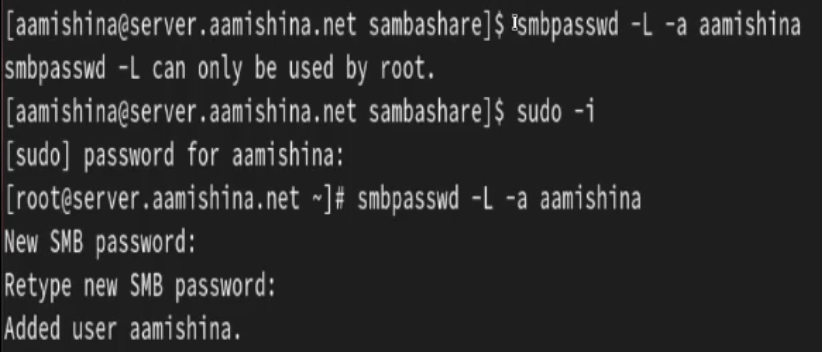 [aamishina@server.aamishina.net sambashare]$ smbpasswd -L -a aamishina
smbpasswd -L can only be used by root.
[aamishina@server.aamishina.net sambashare]$ sudo -i
[sudo] password for aamishina:
[root@server.aamishina.net ~]# smbpasswd -L -a aamishina
New SMB password:
Retype new SMB password:
Added user aamishina.